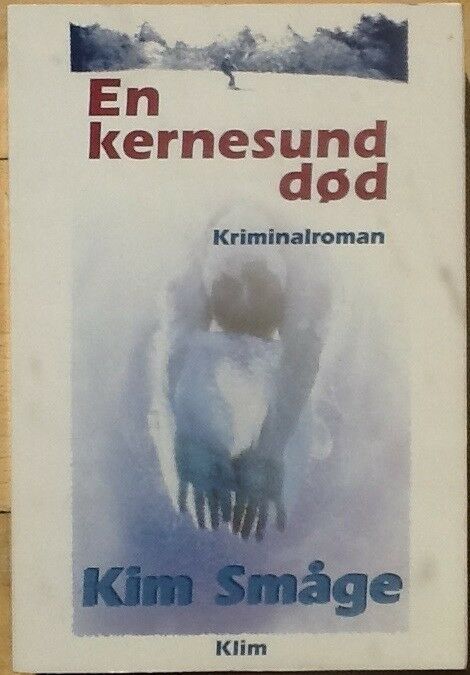 En
kernesund
død
Kriminalroman
Kim Småge
Klim